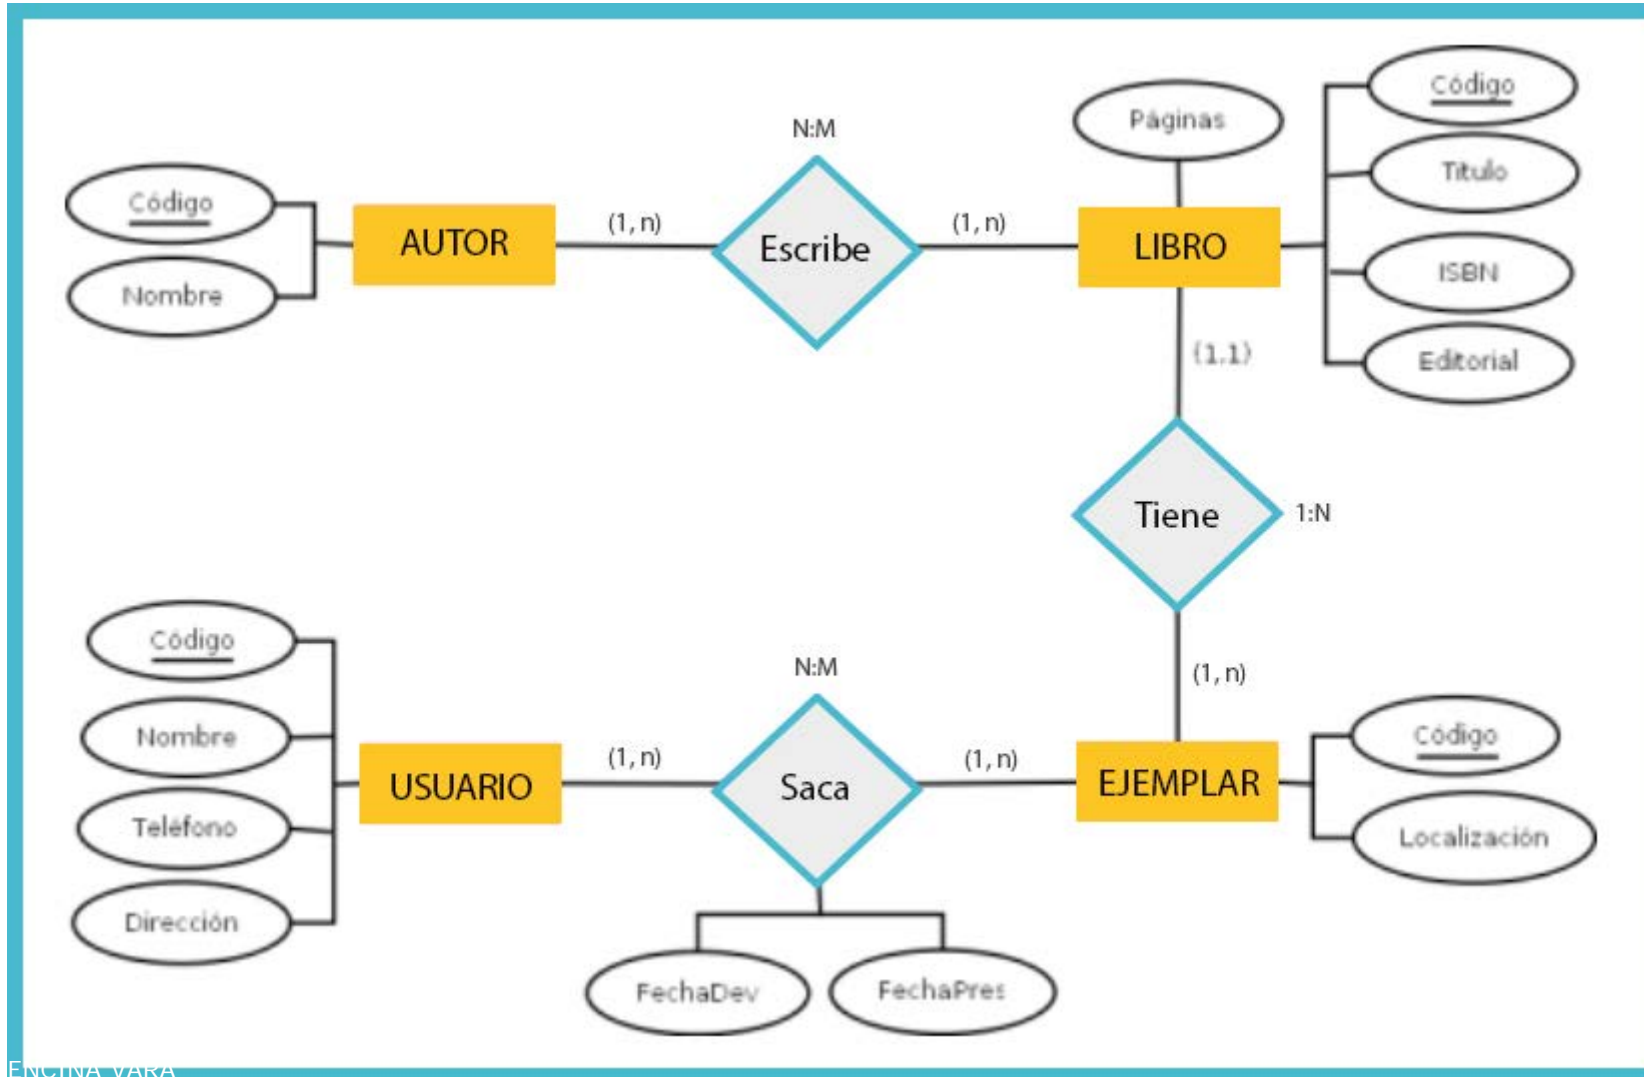 Código
Nombre
AUTOR
(1, n)
N:M
Escribe
(1, n)
LIBRO
Páginas
Código
Titulo
ISBN
Editorial
(1.1)
Tiene
1:N
(1, n)
Código
Nombre
Teléfono
Dirección
USUARIO
(1, n)
N:M
Saca
(1, n)
EJEMPLAR
Código
Localización
FechaDev
FechaPres
ENCINA VARA